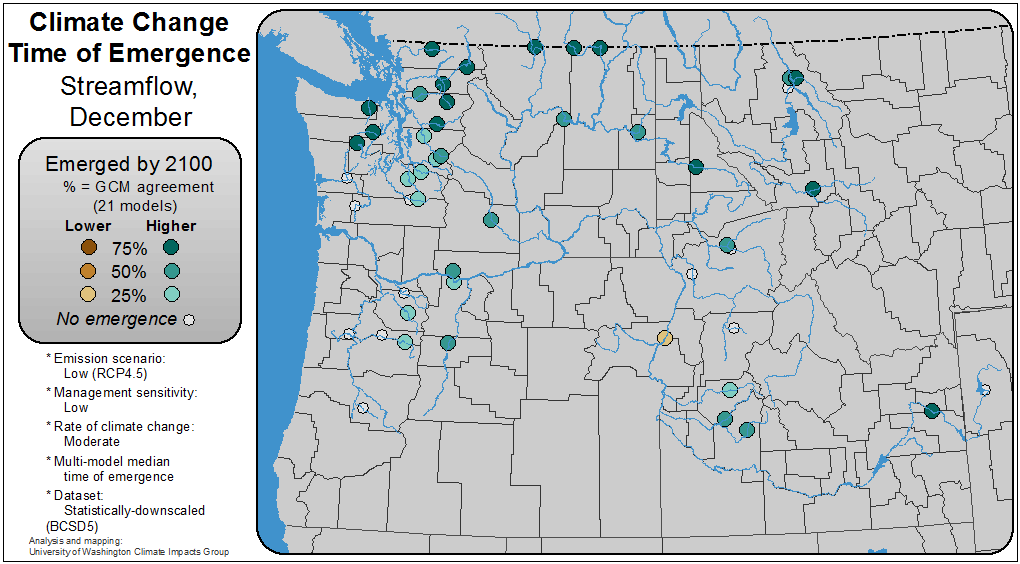 Climate Change
Time of Emergence
Streamflow,
December
Emerged by 2100
% = GCM agreement
(21 models)
Lower Higher
75%
50%
25%
No emergence
* Emission scenario:
Low (RCP4.5)
* Management sensitivity:
Low
* Rate of climate change:
Moderate
* Multi-model median
time of emergence
* Dataset:
Statistically-downscaled
(BCSD5)
Analysis and mapping:
University of Washington Climate Impacts Group